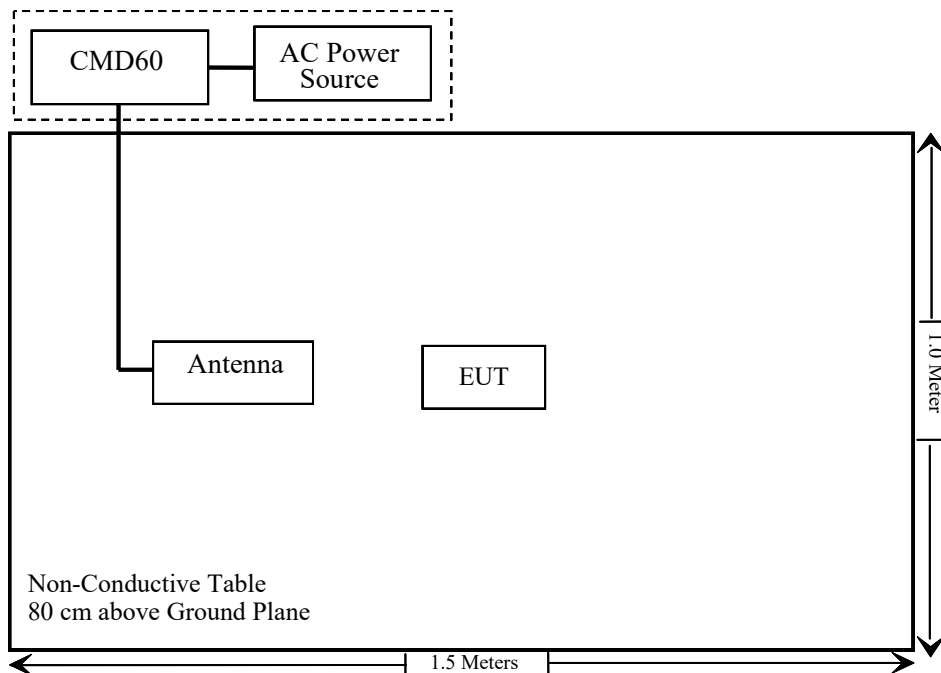 CMD60
AC Power
Source
Antenna
EUT
1.0 Meter
Non-Conductive Table
80 cm above Ground Plane
1.5 Meters